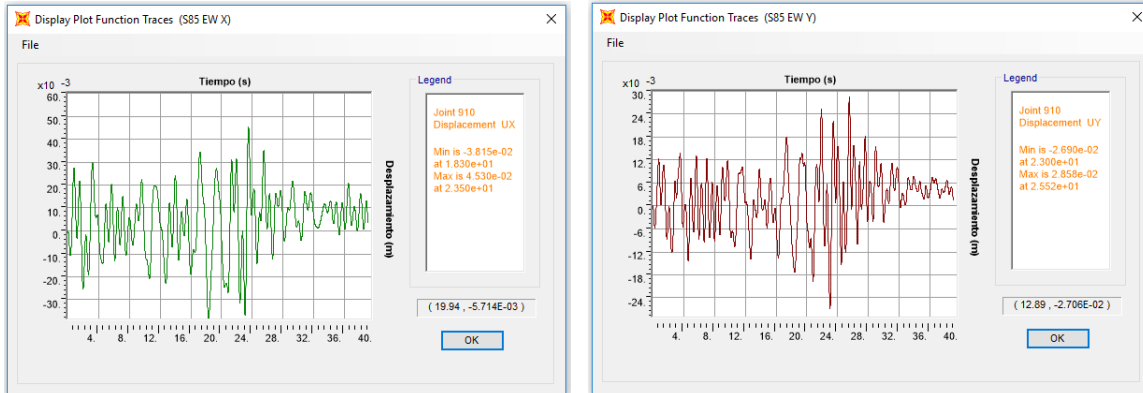 Display Plot Function Traces (S85 EW X)
File
x10 -3
Tiempo (s)
60.
50.
40.
30.
20.
10.
0.
-10.
-20.
-30.
4. 8. 12. 16. 20. 24. 28. 32. 36. 40.
Desplazamiento (m)
Legend
Joint 910
Displacement UX
Min is -3.815e-02
at 1.830e+01
Max is 4.530e-02
at 2.350e+01
( 19.94 , -5.714E-03 )
OK
Display Plot Function Traces (S85 EW Y)
File
x10 -3
Tiempo (s)
30.
24.
18.
12.
6.
0.
-6.
-12.
-18.
-24.
4. 8. 12. 16. 20. 24. 28. 32. 36. 40.
Desplazamiento (m)
Legend
Joint 910
Displacement UY
Min is -2.690e-02
at 2.300e+01
Max is 2.858e-02
at 2.552e+01
( 12.89 , -2.706E-02 )
OK